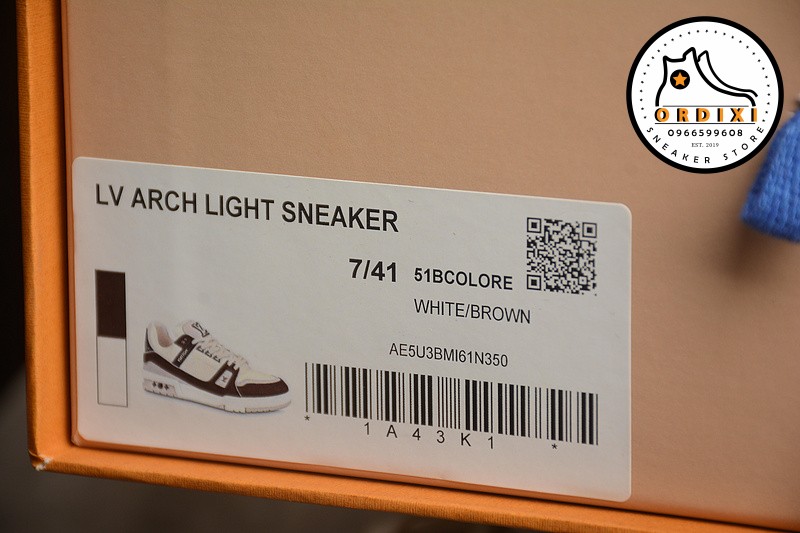 ORDIXI
0966599608
EST. 2019
SNEAKER STORE
LV ARCH LIGHT SNEAKER
7/41 51BCOLORE
WHITE/BROWN
AE5U3BMI61N350
* 1A43K1 *